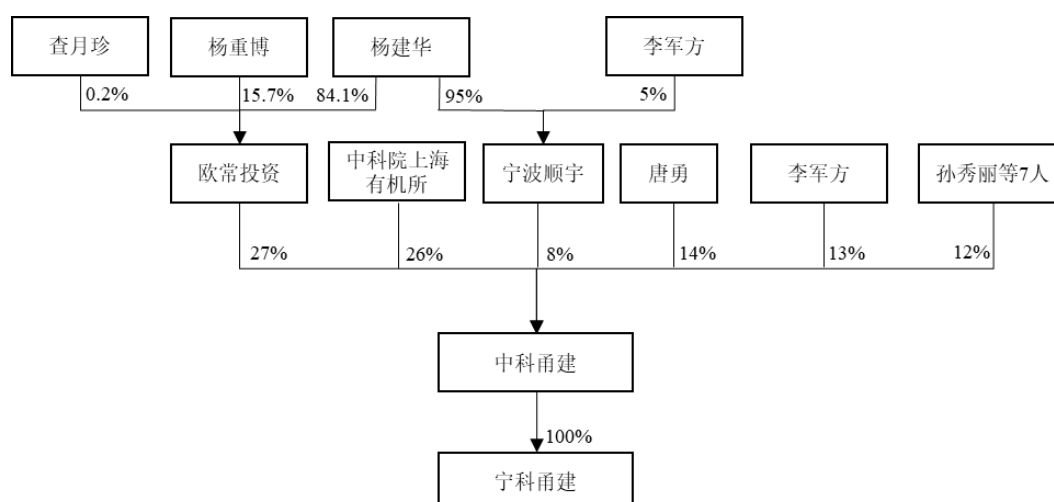 查月珍
杨重博
杨建华
李军方
0.2%
15.7%
84.1%
95%
5%
欧常投资
中科院上海
有机所
宁波顺宇
唐勇
李军方
孙秀丽等7人
27%
26%
8%
14%
13%
12%
中科甬建
100%
宁科甬建